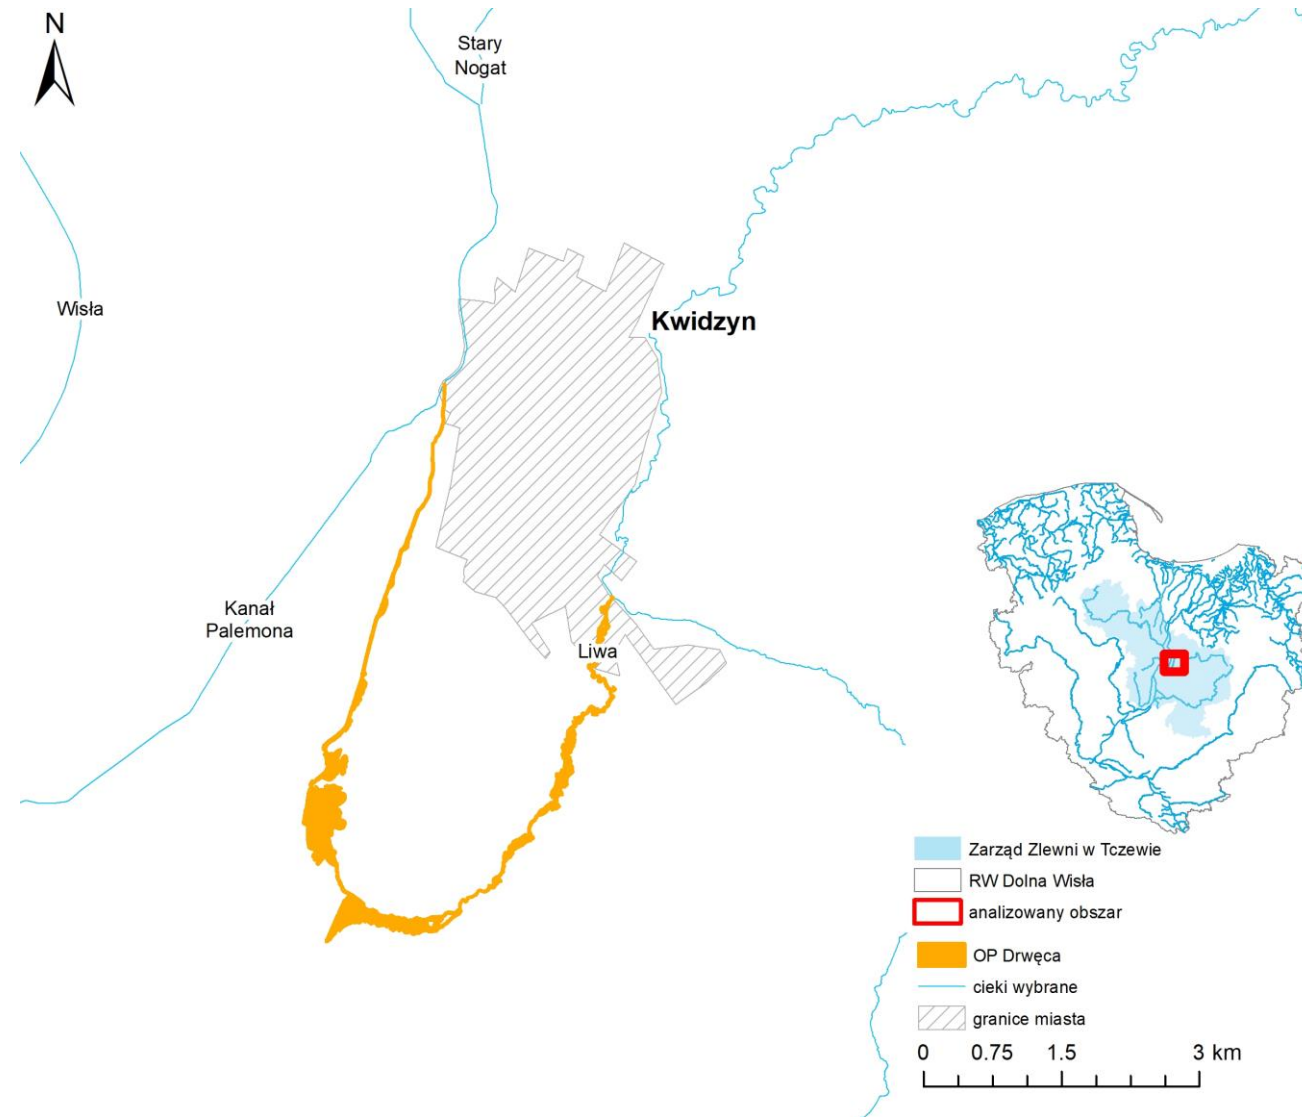 N
Stary
Nogat
Wisła
Kwidzyn
Kanał
Palemona
Liwa
Zarząd Zlewni w Tczewie
RW Dolna Wisła
analizowany obszar
OP Drwęca
cieki wybrane
granice miasta
0 0.75 1.5 3 km